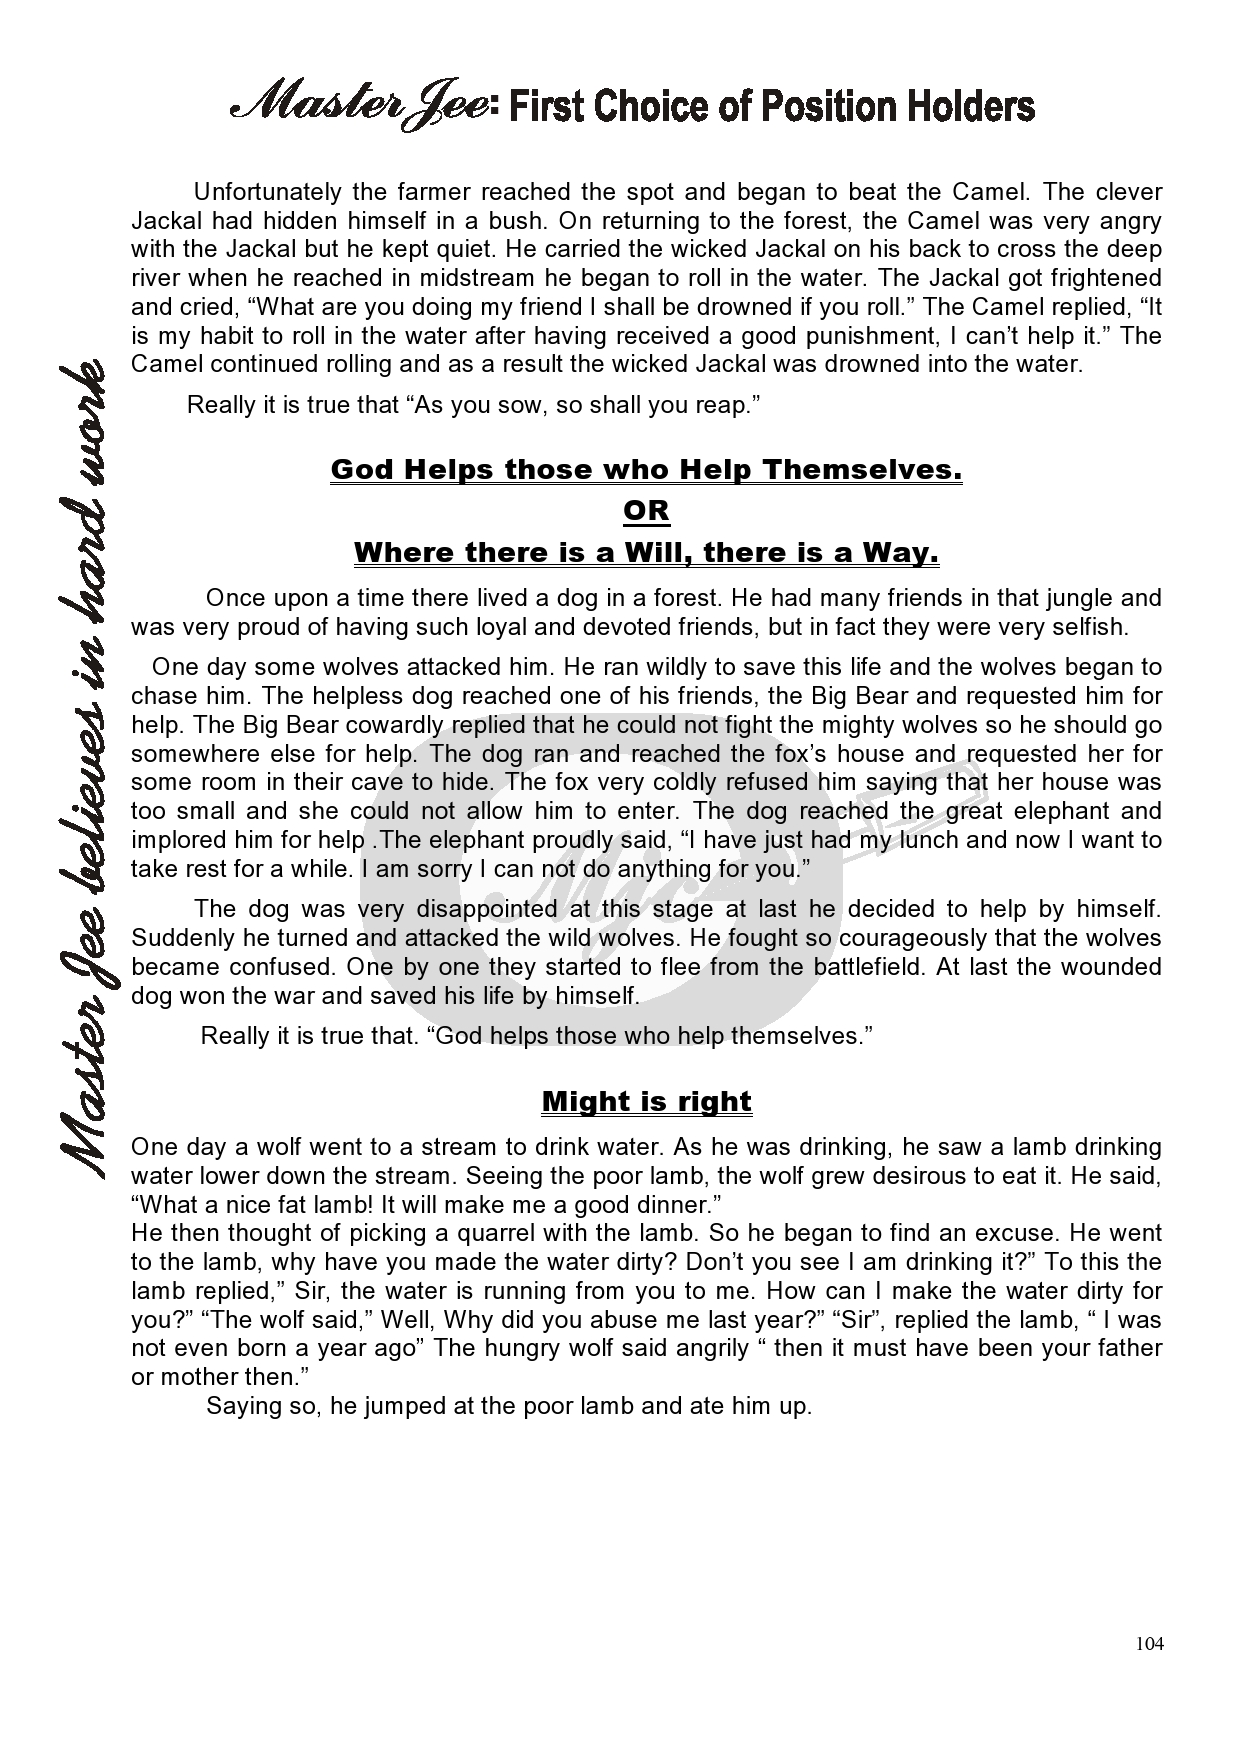 Master Jee: First Choice of Position Holders
Unfortunately the farmer reached the spot and began to beat the Camel. The clever
Jackal had hidden himself in a bush. On returning to the forest, the Camel was very angry
with the Jackal but he kept quiet. He carried the wicked Jackal on his back to cross the deep
river when he reached in midstream he began to roll in the water. The Jackal got frightened
and cried, “What are you doing my friend I shall be drowned if you roll.” The Camel replied, “It
is my habit to roll in the water after having received a good punishment, I can’t help it.” The
Camel continued rolling and as a result the wicked Jackal was drowned into the water.
Really it is true that “As you sow, so shall you reap.”
God Helps those who Help Themselves.
OR
Where there is a Will, there is a Way.
Once upon a time there lived a dog in a forest. He had many friends in that jungle and
was very proud of having such loyal and devoted friends, but in fact they were very selfish.
One day some wolves attacked him. He ran wildly to save this life and the wolves began to
chase him. The helpless dog reached one of his friends, the Big Bear and requested him for
help. The Big Bear cowardly replied that he could not fight the mighty wolves so he should go
somewhere else for help. The dog ran and reached the fox’s house and requested her for
some room in their cave to hide. The fox very coldly refused him saying that her house was
too small and she could not allow him to enter. The dog reached the great elephant and
implored him for help .The elephant proudly said, “I have just had my lunch and now I want to
take rest for a while. I am sorry I can not do anything for you.”
The dog was very disappointed at this stage at last he decided to help by himself.
Suddenly he turned and attacked the wild wolves. He fought so courageously that the wolves
became confused. One by one they started to flee from the battlefield. At last the wounded
dog won the war and saved his life by himself.
Really it is true that. “God helps those who help themselves.”
Might is right
One day a wolf went to a stream to drink water. As he was drinking, he saw a lamb drinking
water lower down the stream. Seeing the poor lamb, the wolf grew desirous to eat it. He said,
“What a nice fat lamb! It will make me a good dinner.”
He then thought of picking a quarrel with the lamb. So he began to find an excuse. He went
to the lamb, why have you made the water dirty? Don’t you see I am drinking it?” To this the
lamb replied,” Sir, the water is running from you to me. How can I make the water dirty for
you?” “The wolf said,” Well, Why did you abuse me last year?” “Sir”, replied the lamb, “ I was
not even born a year ago” The hungry wolf said angrily “ then it must have been your father
or mother then.”
Saying so, he jumped at the poor lamb and ate him up.
Master Jee believes in hard work
Mjc
104